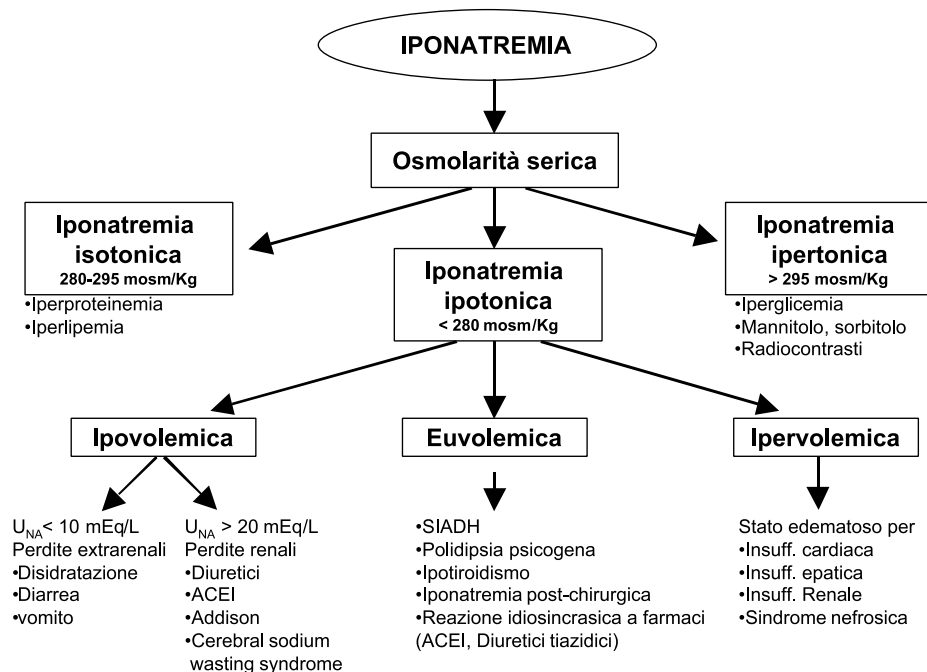 IPONATREMIA
Osmolarità serica
Iponatremia
isotonica
280-295 mosm/Kg
•Iperproteinemia
•Iperlipemia
Iponatremia
ipotonica
< 280 mosm/Kg
Iponatremia
ipertonica
> 295 mosm/Kg
•Iperglicemia
•Mannitolo, sorbitolo
•Radiocontrasti
Ipovolemica
Euvolemica
Ipervolemica
UNA< 10 mEq/L
Perdite extrarenali
•Disidratazione
•Diarrea
•vomito
UNA > 20 mEq/L
Perdite renali
•Diuretici
•ACEI
•Addison
•Cerebral sodium
wasting syndrome
•SIADH
•Polidipsia psicogena
•Ipotiroidismo
•Iponatremia post-chirurgica
•Reazione idiosincrasica a farmaci
(ACEI, Diuretici tiazidici)
Stato edematoso per
•Insuff. cardiaca
•Insuff. epatica
•Insuff. Renale
•Sindrome nefrosica